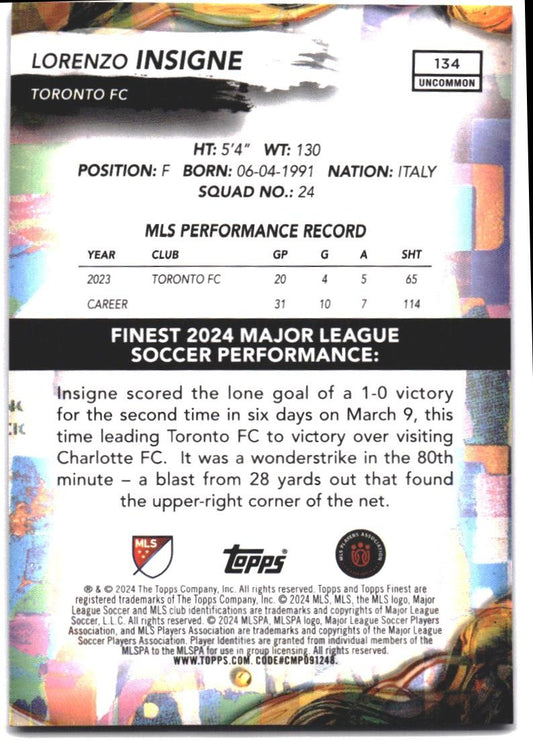 LORENZO INSIGNE
TORONTO FC
134
UNCOMMON
HT: 5'4" WT: 130
POSITION: F BORN: 06-04-1991 NATION: ITALY
SQUAD NO.: 24
MLS PERFORMANCE RECORD
YEAR CLUB GP G A SHT
2023 TORONTO FC 20 4 5 65
CAREER 31 10 7 114
FINEST 2024 MAJOR LEAGUE
SOCCER PERFORMANCE:
Insigne scored the lone goal of a 1-0 victory
for the second time in six days on March 9, this
time leading Toronto FC to victory over visiting
Charlotte FC. It was a wonderstrike in the 80th
minute – a blast from 28 yards out that found
the upper-right corner of the net.
MLS
Topps
MLS PLAYERS ASSOCIATION
® & © 2024 The Topps Company, Inc. All rights reserved. Topps and Topps Finest are
registered trademarks of The Topps Company, Inc. © 2024 MLS, MLS, the MLS logo, Major
League Soccer and MLS club identifications are trademarks and copyrights of Major League
Soccer, L.L.C. All rights reserved. © 2024 MLSPA, MLSPA logo, Major League Soccer Players
Association, and MLS Players Association are trademarks and copyrights of the Major League
Soccer Players Association. Player Identities are granted from individual members of the
MLSPA to the MLSPA for use in group licensing. All rights reserved.
WWW.TOPPS.COM. CODE#CMP091248.